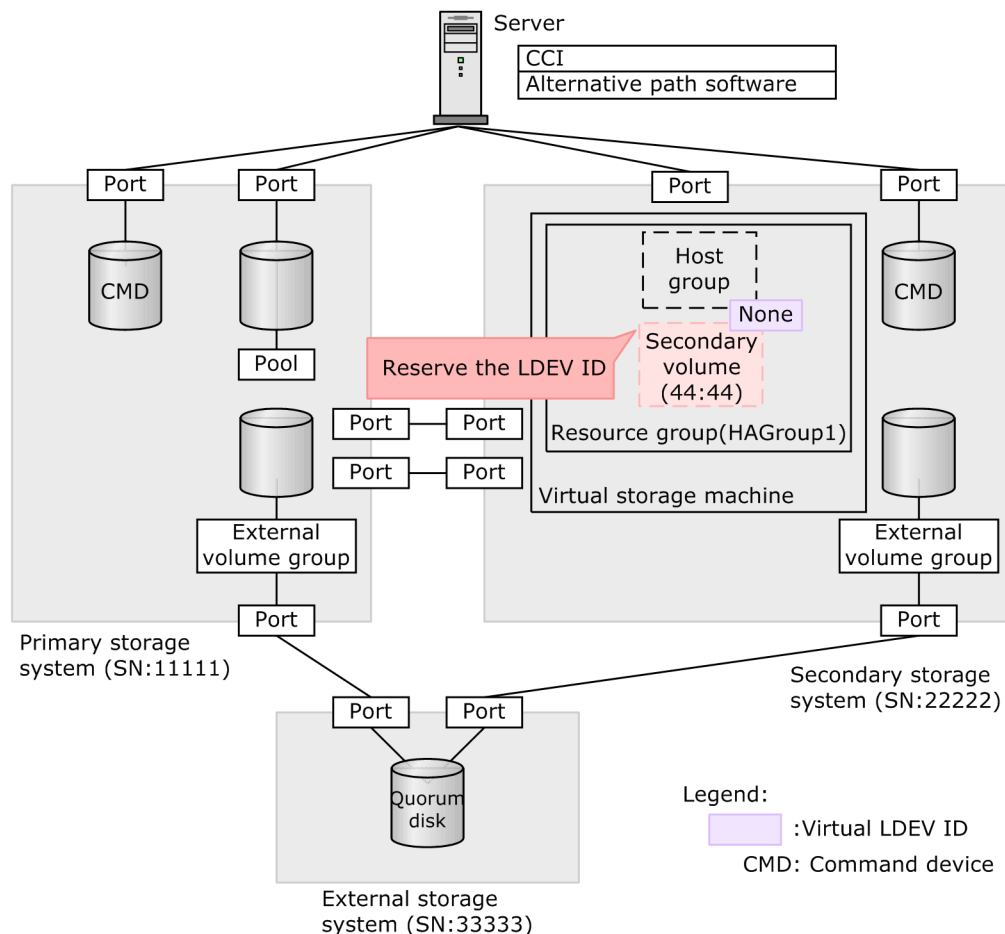 Server
CCI
Alternative path software
Port
Port
Port
Port
CMD
Host
group
CMD
None
Pool
Reserve the LDEV ID
Secondary
volume
(44:44)
Port
Port
Resource group(HAGroup1)
Port
Port
Virtual storage machine
External
volume group
External
volume group
Port
Port
Primary storage
system (SN:11111)
Secondary storage
system (SN:22222)
Port
Port
Quorum
disk
Legend:
:Virtual LDEV ID
CMD: Command device
External storage
system (SN:33333)